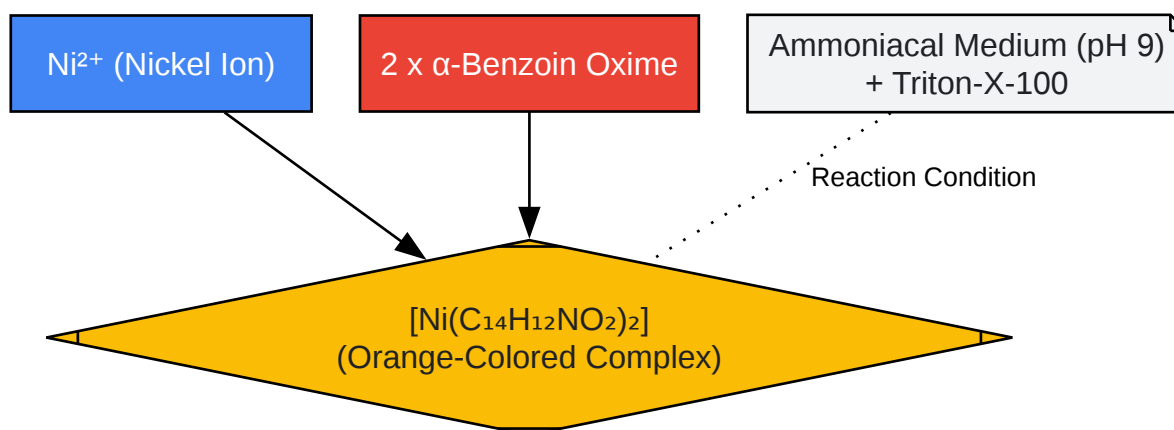 Ni²⁺ (Nickel Ion)
2 x α-Benzoin Oxime
Ammoniacal Medium (pH 9)
+ Triton-X-100
Reaction Condition
[Ni(C₁₄H₁₂NO₂)₂]
(Orange-Colored Complex)